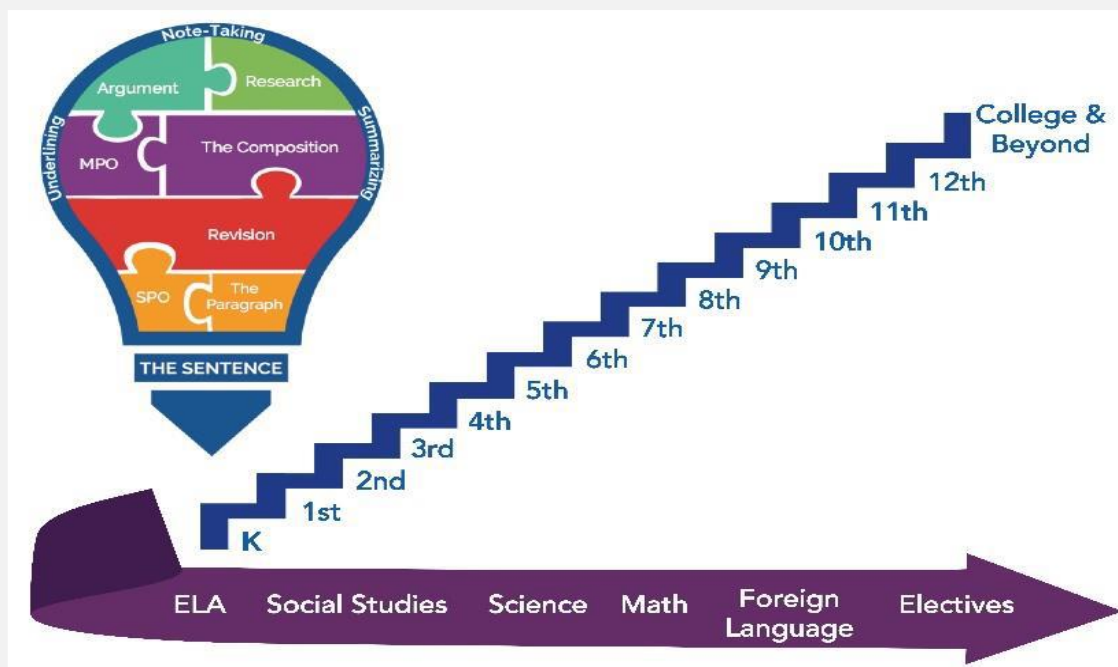 Note-Taking
Underlining
Summarizing
Argument
Research
MPO
The Composition
Revision
SPO
The
Paragraph
THE SENTENCE
College &
Beyond
12th
11th
10th
9th
8th
7th
6th
5th
4th
3rd
2nd
1st
K
ELA
Social Studies
Science
Math
Foreign
Language
Electives